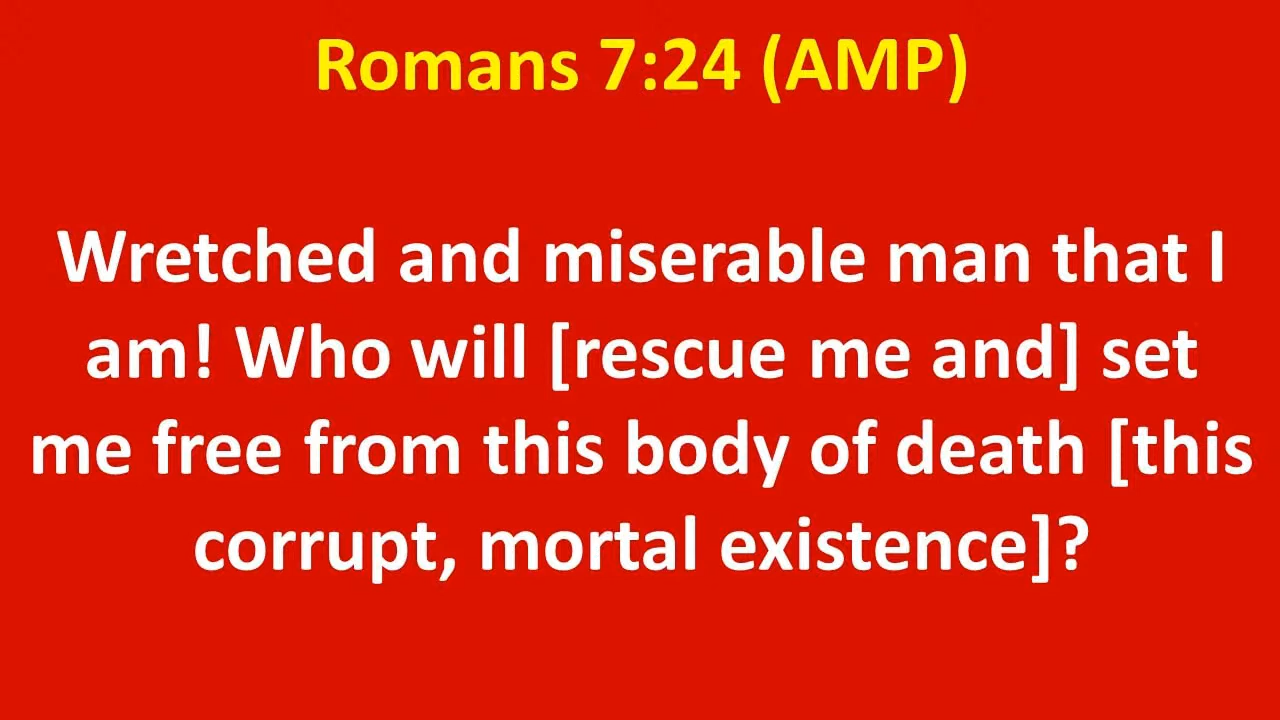 Romans 7:24 (AMP)
Wretched and miserable man that I
am! Who will [rescue me and] set
me free from this body of death [this
corrupt, mortal existence]?